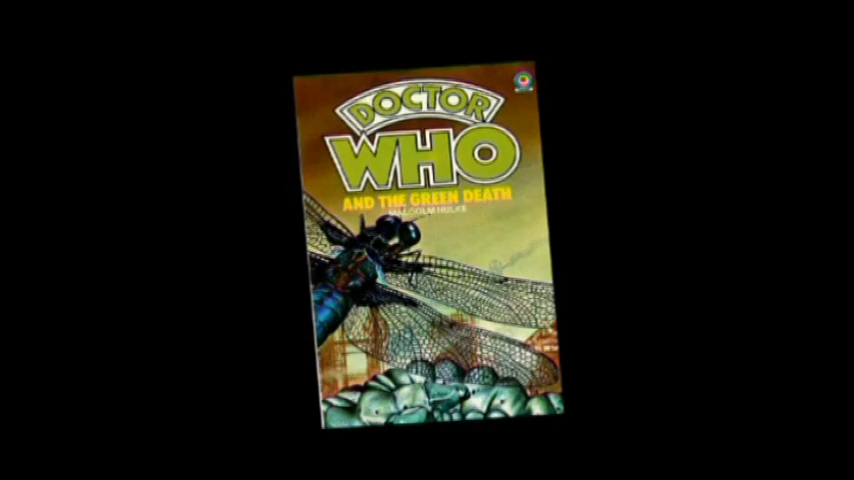 DOCTOR
WHO
AND THE GREEN DEATH
MALCOLM HULKE